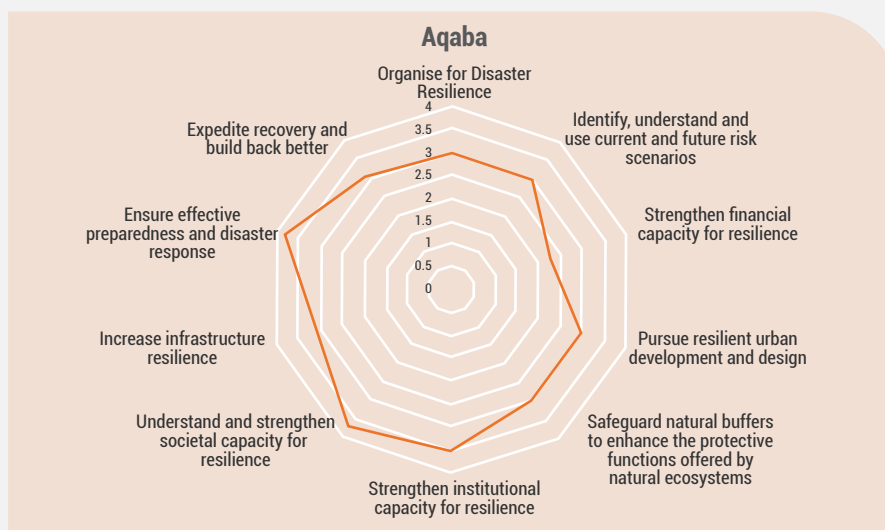 Aqaba
Organise for Disaster
Resilience
Identify, understand and
use current and future risk
scenarios
Strengthen financial
capacity for resilience
Pursue resilient urban
development and design
Safeguard natural buffers
to enhance the protective
functions offered by
natural ecosystems
Strengthen institutional
capacity for resilience
Understand and strengthen
societal capacity for
resilience
Increase infrastructure
resilience
Ensure effective
preparedness and disaster
response
Expedite recovery and
build back better
4
3.5
3
2.5
2
1.5
1
0.5
0